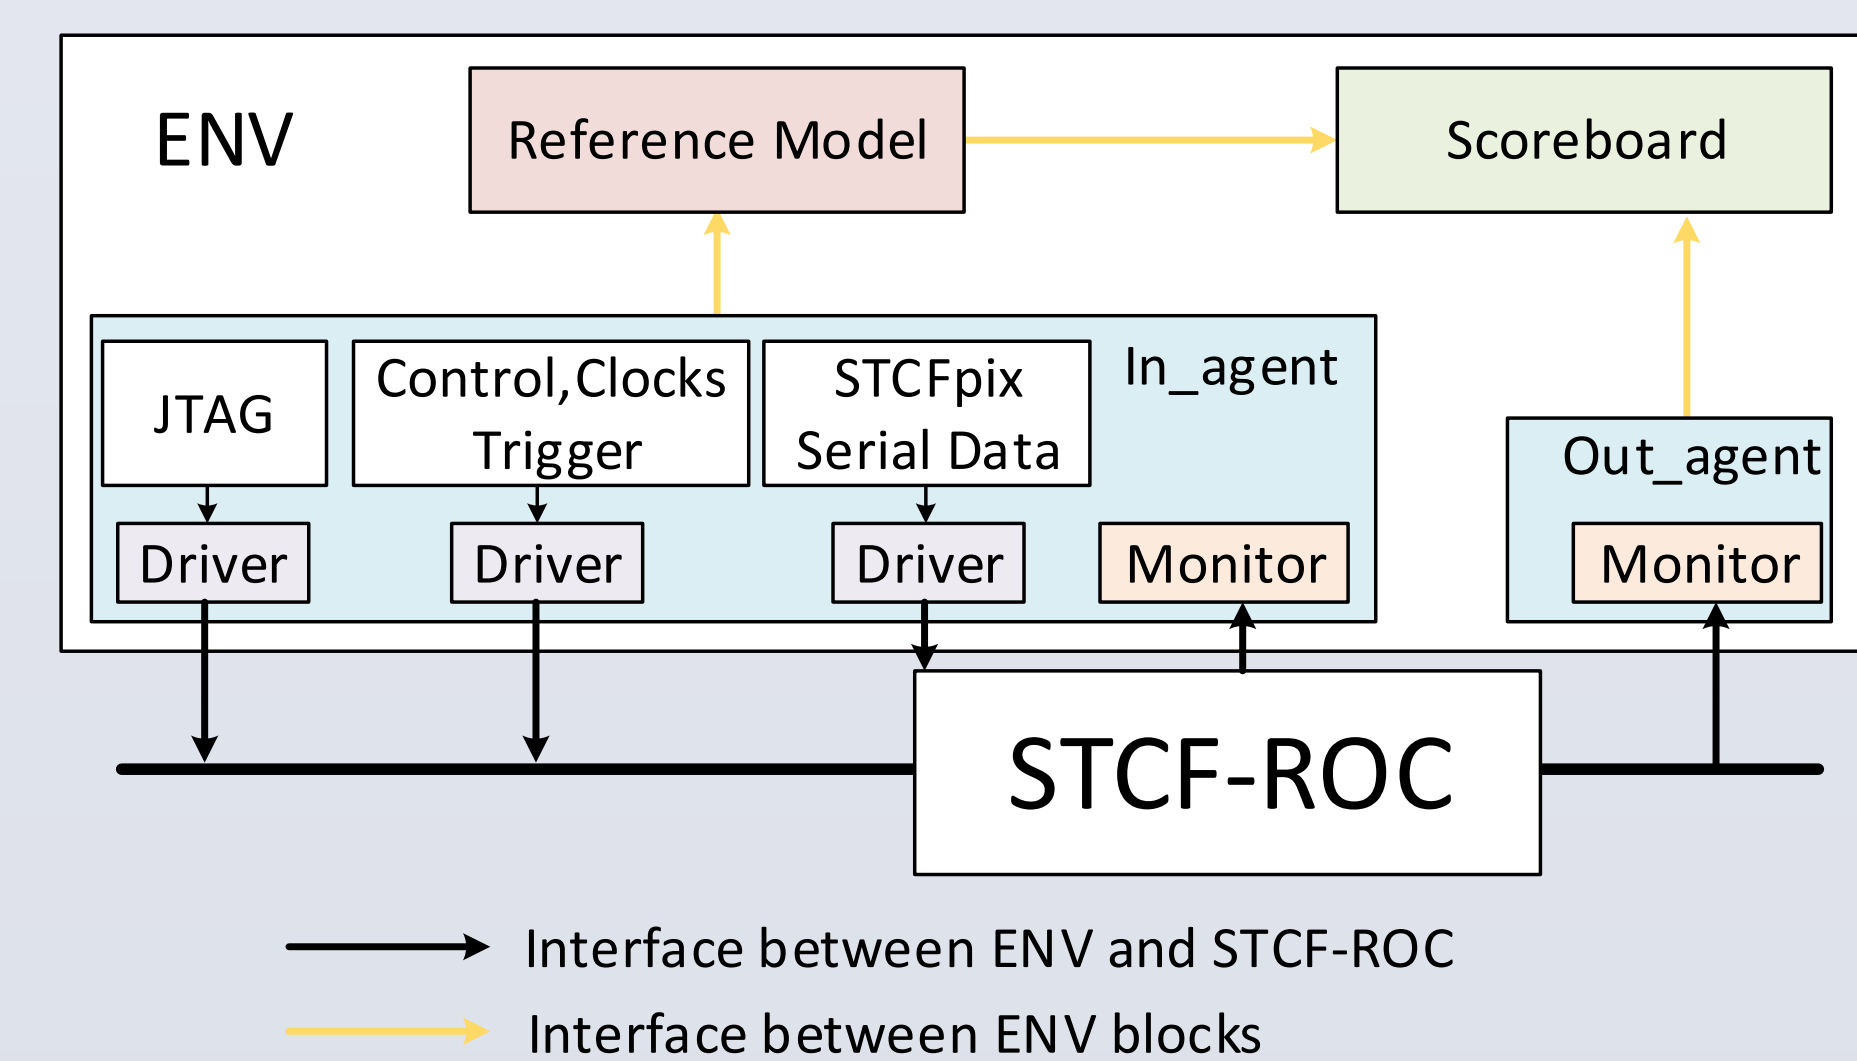 ENV
Reference Model
Scoreboard
JTAG
Control,Clocks
Trigger
STCFpix
Serial Data
In_agent
Out_agent
Driver
Driver
Driver
Monitor
Monitor
STCF-ROC
Interface between ENV and STCF-ROC
Interface between ENV blocks